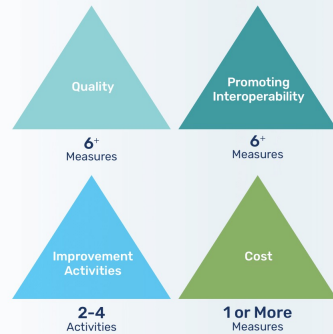 Quality
Promoting
Interoperability
6+
Measures
6+
Measures
Improvement
Activities
Cost
2-4
Activities
1 or More
Measures